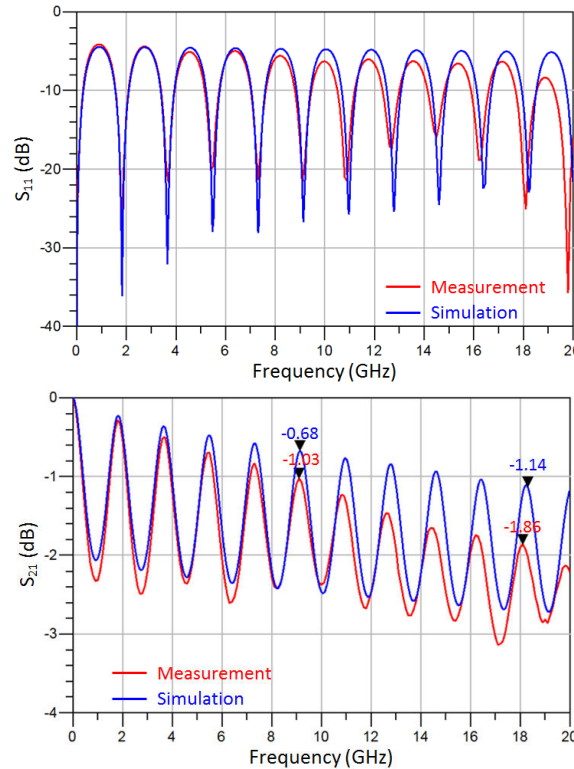 0
-10
-20
-30
-40
S11 (dB)
Measurement
Simulation
0 2 4 6 8 10 12 14 16 18 20
Frequency (GHz)
0
-1
-2
-3
-4
S21 (dB)
-0.68
-1.03
-1.14
-1.86
Measurement
Simulation
0 2 4 6 8 10 12 14 16 18 20
Frequency (GHz)